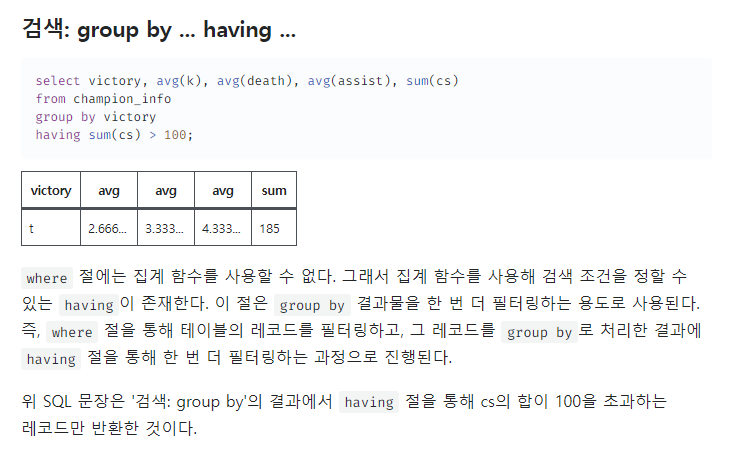 검색: group by ... having ...
select victory, avg(k), avg(death), avg(assist), sum(cs)
from champion_info
group by victory
having sum(cs) > 100;
victory avg avg avg sum
t 2.666... 3.333... 4.333... 185
where 절에는 집계 함수를 사용할 수 없다. 그래서 집계 함수를 사용해 검색 조건을 정할 수
있는 having 이 존재한다. 이 절은 group by 결과물을 한 번 더 필터링하는 용도로 사용된다.
즉, where 절을 통해 테이블의 레코드를 필터링하고, 그 레코드를 group by 로 처리한 결과에
having 절을 통해 한 번 더 필터링하는 과정으로 진행된다.
위 SQL 문장은 '검색: group by'의 결과에서 having 절을 통해 cs의 합이 100을 초과하는
레코드만 반환한 것이다.